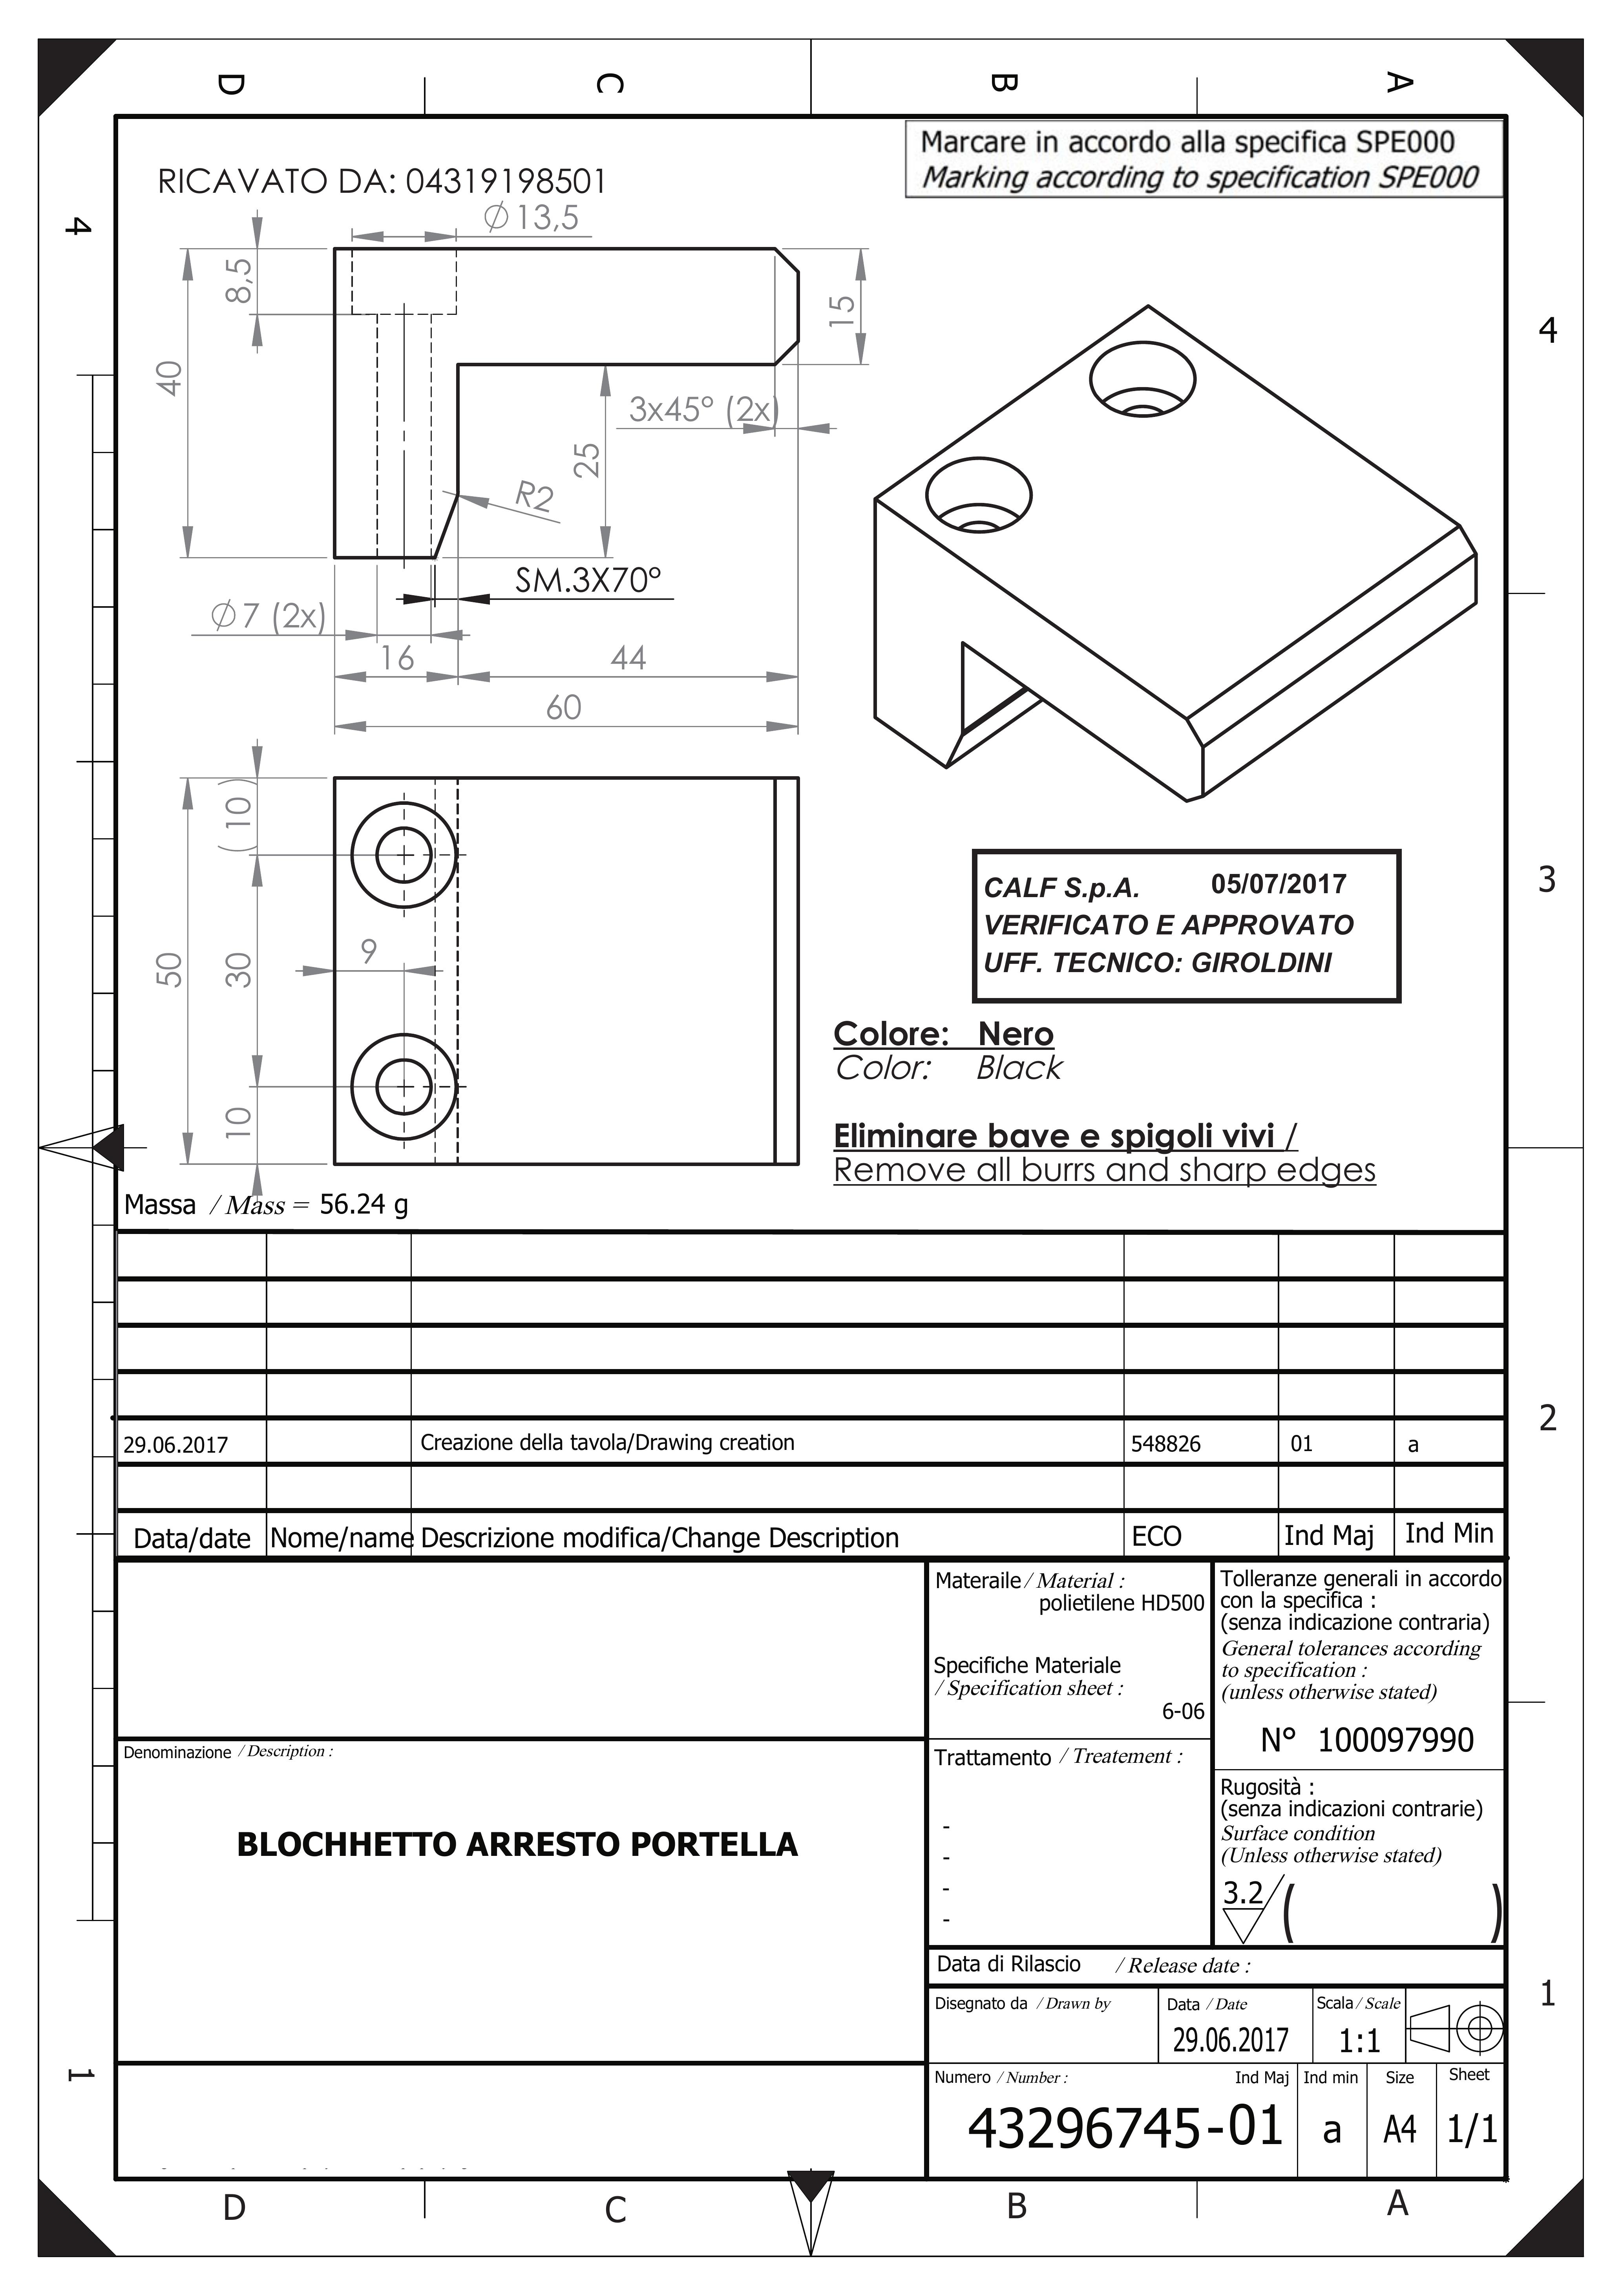 D C B A
Marcare in accordo alla specifica SPE000
Marking according to specification SPE000
RICAVATO DA: 04319198501
4
4
Ø13,5
8,5
40
15
3x45° (2x)
25
R2
SM.3X70°
Ø7 (2x)
16
44
60
( 10 )
50
30
9
10
3
CALF S.p.A. 05/07/2017
VERIFICATO E APPROVATO
UFF. TECNICO: GIROLDINI
Colore: Nero
Color: Black
Eliminare bave e spigoli vivi /
Remove all burrs and sharp edges
Massa / Mass = 56.24 g
2
29.06.2017 Creazione della tavola/Drawing creation 548826 01 a
Data/date Nome/name Descrizione modifica/Change Description ECO Ind Maj Ind Min
Materaile / Material :
polietilene HD500
Specifiche Materiale
/ Specification sheet :
6-06
Tolleranze generali in accordo
con la specifica :
(senza indicazione contraria)
General tolerances according
to specification :
(unless otherwise stated)
N° 100097990
Denominazione / Description :
BLOCHHETTO ARRESTO PORTELLA
Trattamento / Treatement :
-
-
-
-
Rugosità :
(senza indicazioni contrarie)
Surface condition
(Unless otherwise stated)
3.2 ( )
Data di Rilascio / Release date :
Disegnato da / Drawn by
Data / Date
29.06.2017
Scala / Scale
1:1
1
1
Numero / Number : Ind Maj
43296745-01
Ind min
a
Size
A4
Sheet
1/1
D C B A